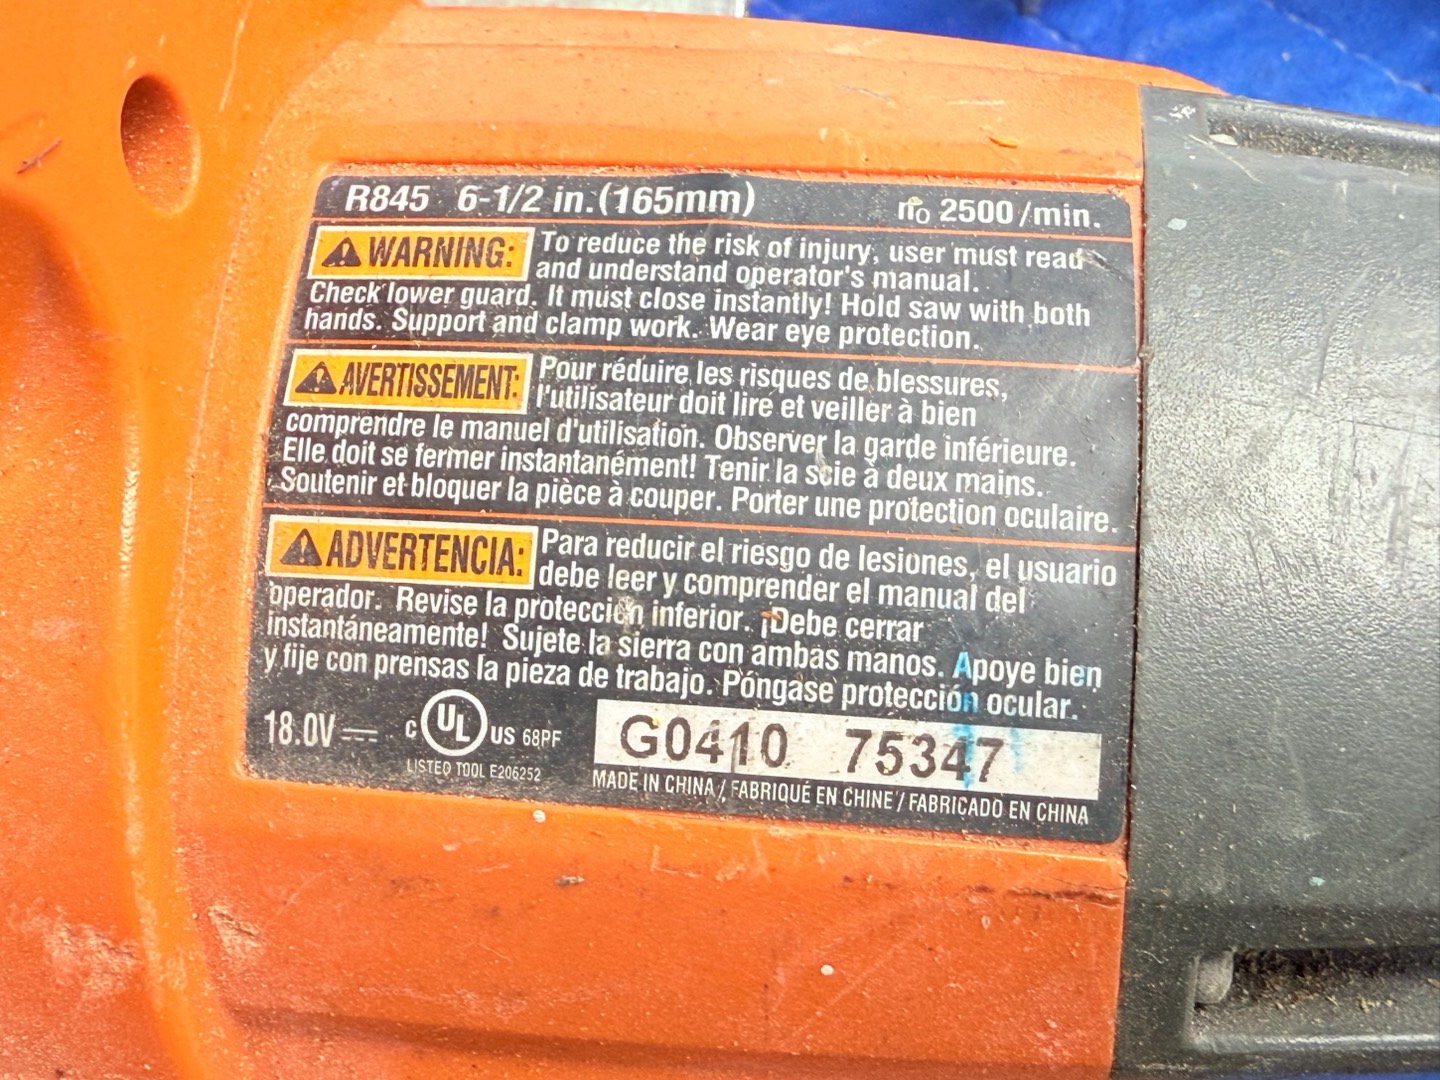 R845 6-1/2 in. (165mm) no 2500 /min.
⚠ WARNING: To reduce the risk of injury, user must read
and understand operator's manual.
Check lower guard. It must close instantly! Hold saw with both
hands. Support and clamp work. Wear eye protection.
⚠ AVERTISSEMENT: Pour réduire les risques de blessures,
l'utilisateur doit lire et veiller à bien
comprendre le manuel d'utilisation. Observer la garde inférieure.
Elle doit se fermer instantanément! Tenir la scie à deux mains.
Soutenir et bloquer la pièce à couper. Porter une protection oculaire.
⚠ ADVERTENCIA: Para reducir el riesgo de lesiones, el usuario
debe leer y comprender el manual del
operador. Revise la protección inferior. ¡Debe cerrar
instantáneamente! Sujete la sierra con ambas manos. Apoye bien
y fije con prensas la pieza de trabajo. Póngase protección ocular.
18.0V ⎓ C UL US 68PF G0410 75347
LISTED TOOL E206252
MADE IN CHINA / FABRIQUÉ EN CHINE / FABRICADO EN CHINA